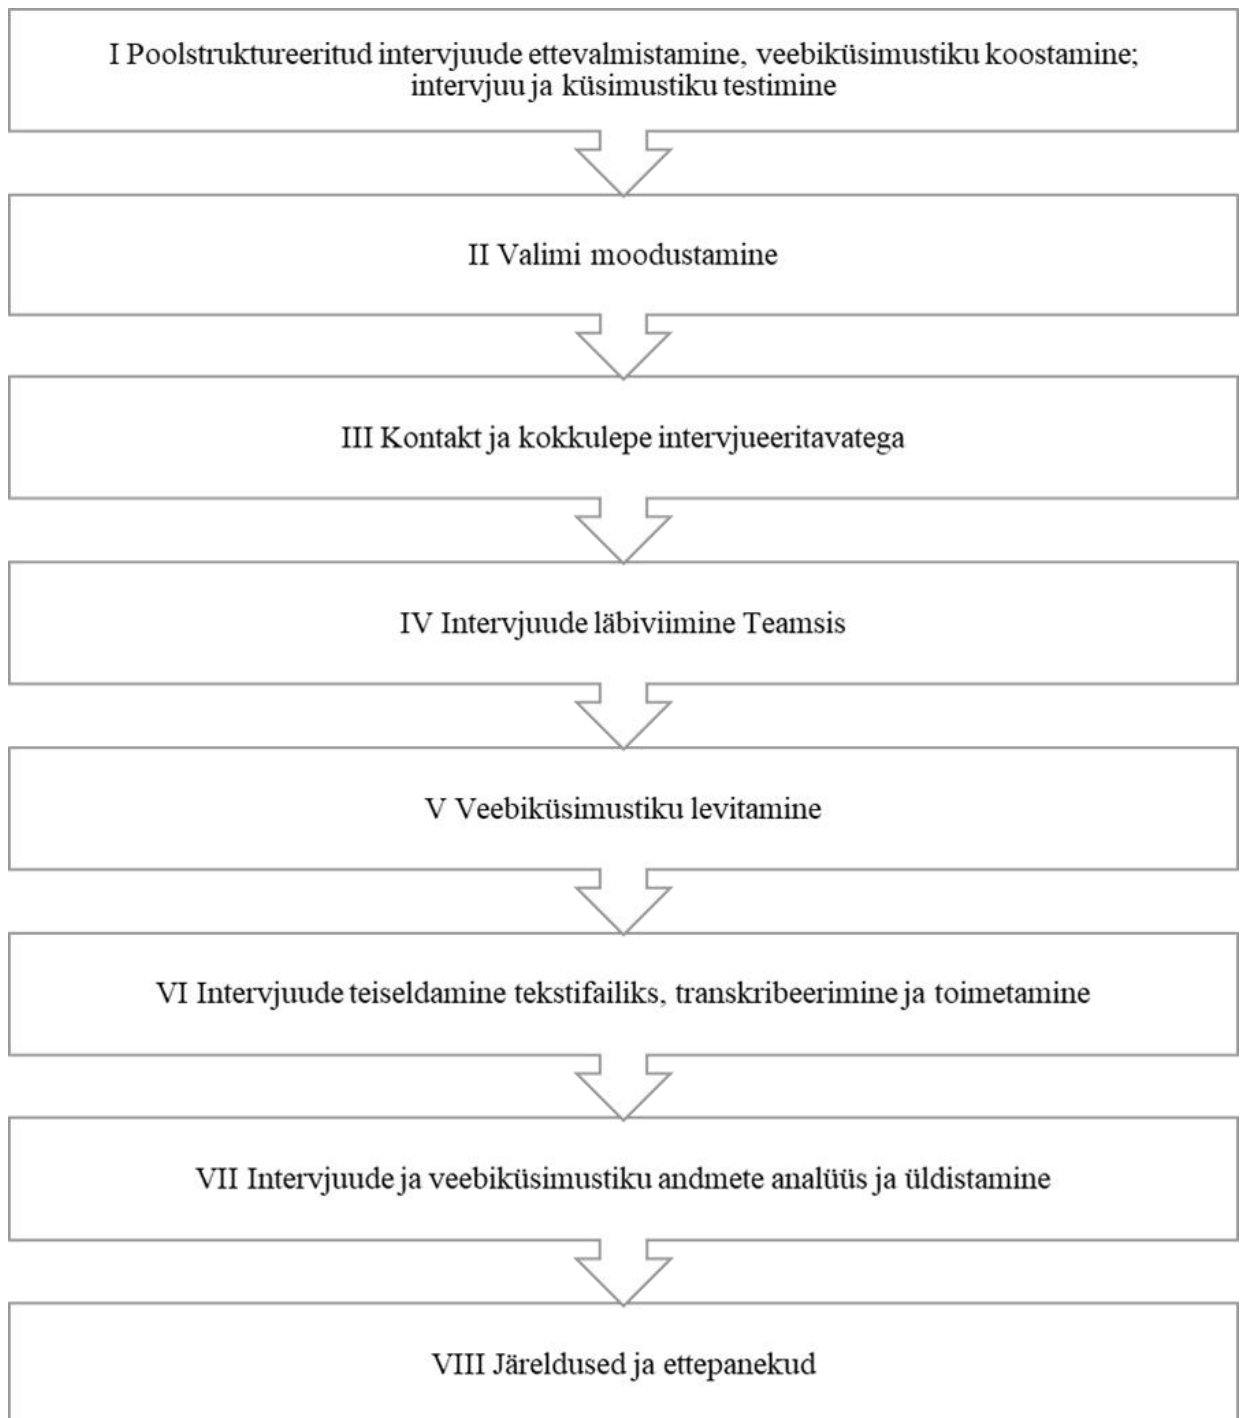 I Poolstruktureeritud intervjuude ettevalmistamine, veebiküsimustiku koostamine;
intervjuu ja küsimustiku testimine
II Valimi moodustamine
III Kontakt ja kokkulepe intervjueeritavatega
IV Intervjuude läbiviimine Teamsis
V Veebiküsimustiku levitamine
VI Intervjuude teiseldamine tekstifailiks, transkribeerimine ja toimetamine
VII Intervjuude ja veebiküsimustiku andmete analüüs ja üldistamine
VIII Järeldused ja ettepanekud